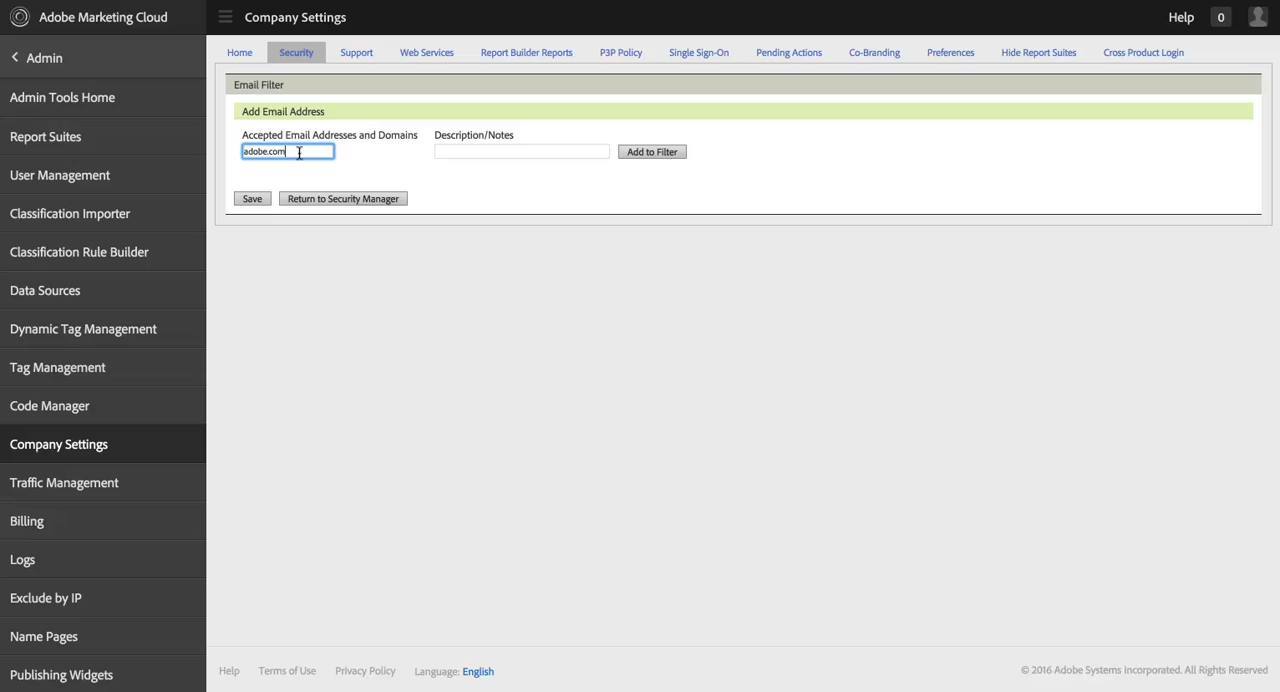 Adobe Marketing Cloud
Company Settings
Help
0
Admin
Admin Tools Home
Report Suites
User Management
Classification Importer
Classification Rule Builder
Data Sources
Dynamic Tag Management
Tag Management
Code Manager
Company Settings
Traffic Management
Billing
Logs
Exclude by IP
Name Pages
Publishing Widgets
Home Security Support Web Services Report Builder Reports P3P Policy Single Sign-On Pending Actions Co-Branding Preferences Hide Report Suites Cross Product Login
Email Filter
Add Email Address
Accepted Email Addresses and Domains Description/Notes
adobe.com Add to Filter
Save Return to Security Manager
Help Terms of Use Privacy Policy Language: English © 2016 Adobe Systems Incorporated. All Rights Reserved